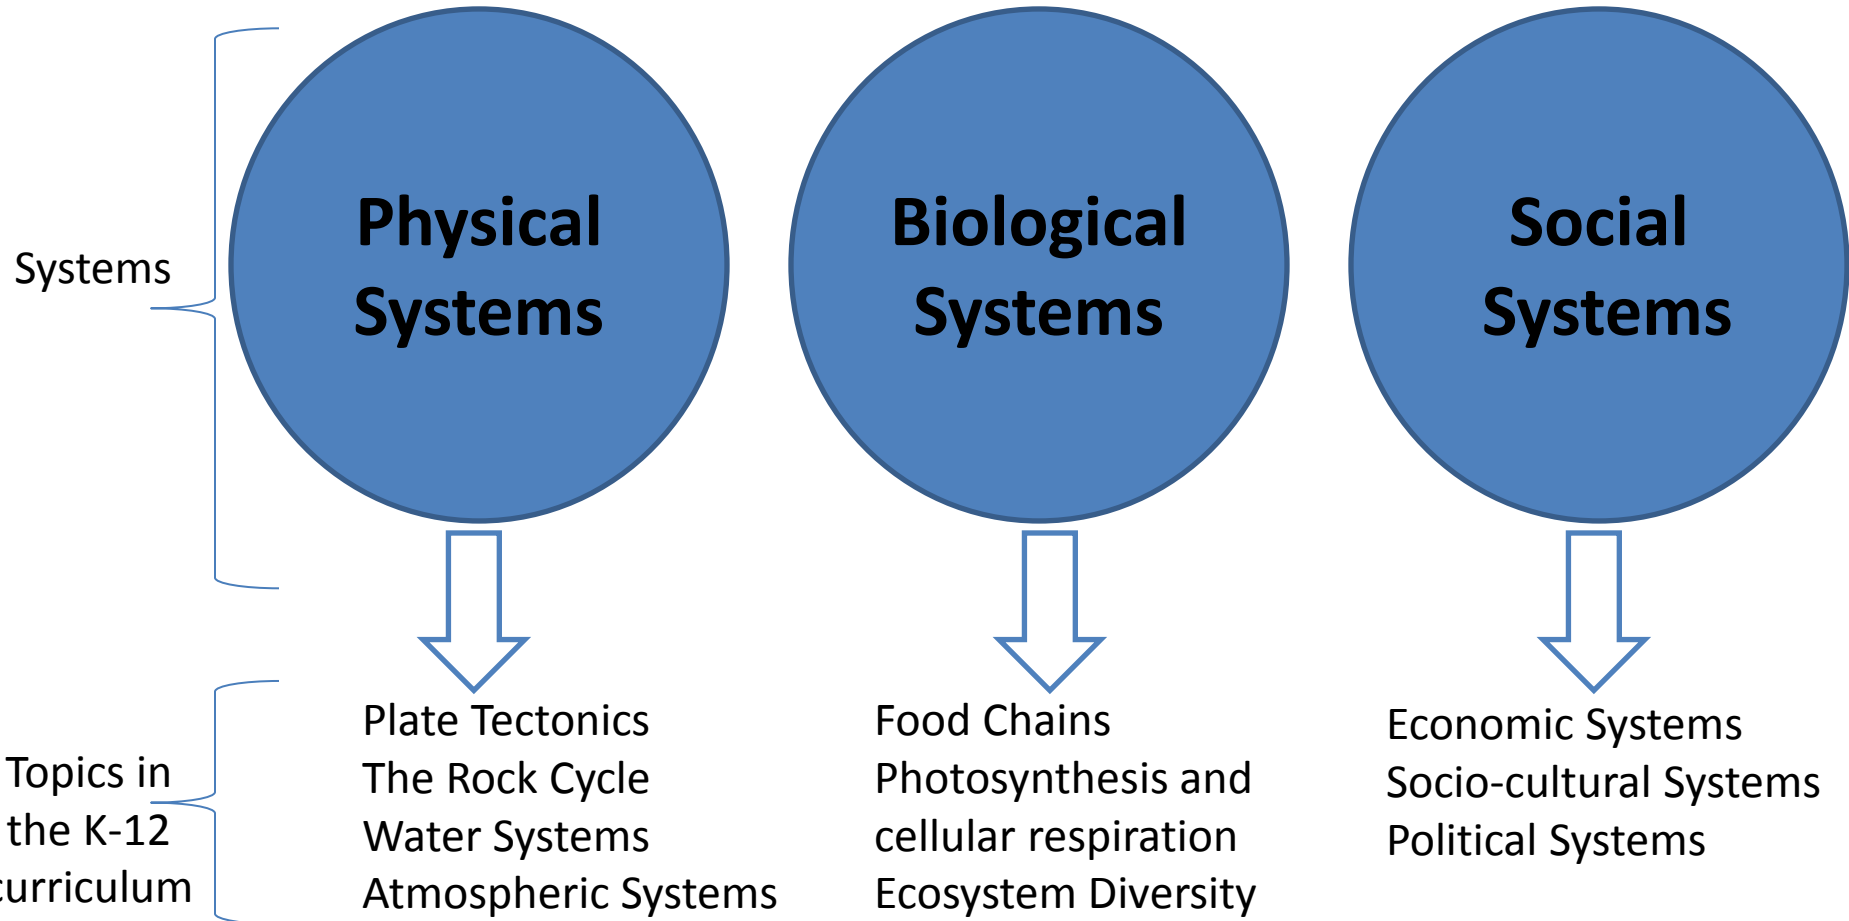 Physical
Systems
Biological
Systems
Social
Systems
Systems
Plate Tectonics
The Rock Cycle
Water Systems
Atmospheric Systems
Food Chains
Photosynthesis and
cellular respiration
Ecosystem Diversity
Economic Systems
Socio-cultural Systems
Political Systems
Topics in
the K-12
curriculum